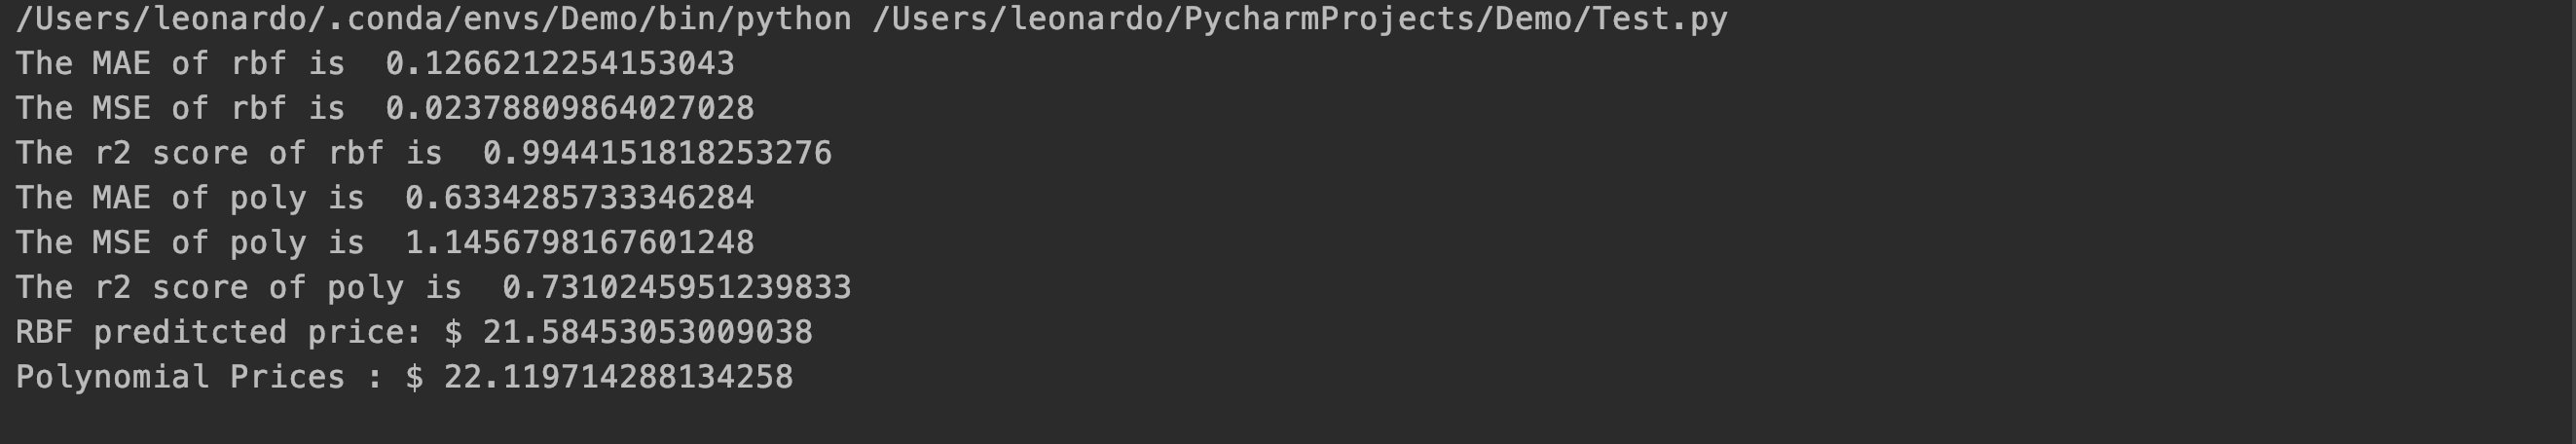 /Users/leonardo/.conda/envs/Demo/bin/python /Users/leonardo/PycharmProjects/Demo/Test.py
The MAE of rbf is  0.1266212254153043
The MSE of rbf is  0.02378809864027028
The r2 score of rbf is  0.9944151818253276
The MAE of poly is  0.6334285733346284
The MSE of poly is  1.1456798167601248
The r2 score of poly is  0.7310245951239833
RBF preditcted price: $ 21.58453053009038
Polynomial Prices : $ 22.119714288134258